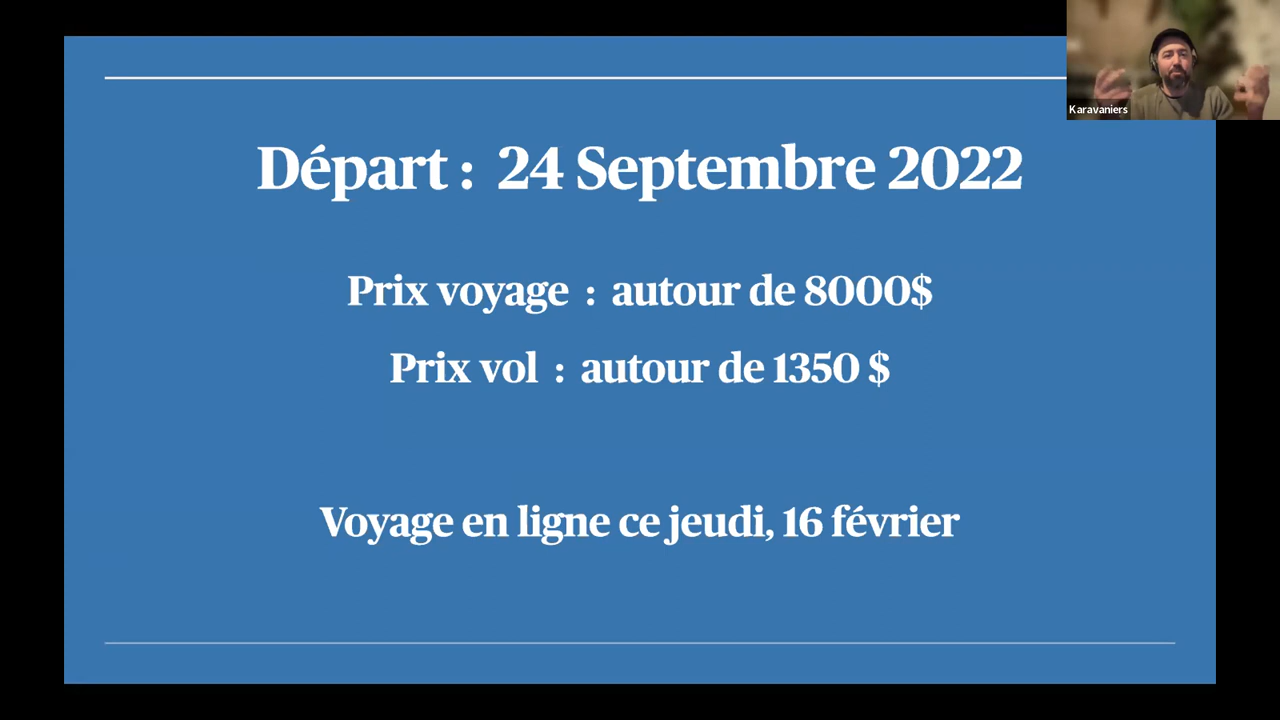 Karavaniers
Départ : 24 Septembre 2022
Prix voyage : autour de 8000$
Prix vol : autour de 1350 $
Voyage en ligne ce jeudi, 16 février